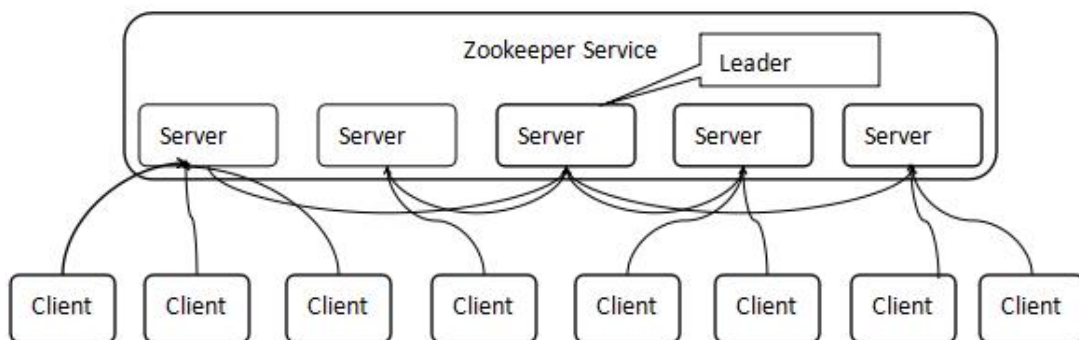 Zookeeper Service
Leader
Server Server Server Server Server
Client Client Client Client Client Client Client Client